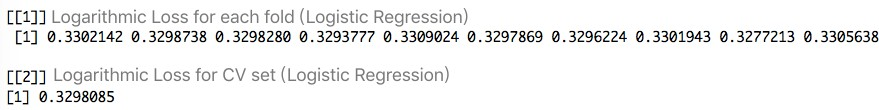 [[1]] Logarithmic Loss for each fold (Logistic Regression)
[1] 0.3302142 0.3298738 0.3298280 0.3293777 0.3309024 0.3297869 0.3296224 0.3301943 0.3277213 0.3305638
[[2]] Logarithmic Loss for CV set (Logistic Regression)
[1] 0.3298085